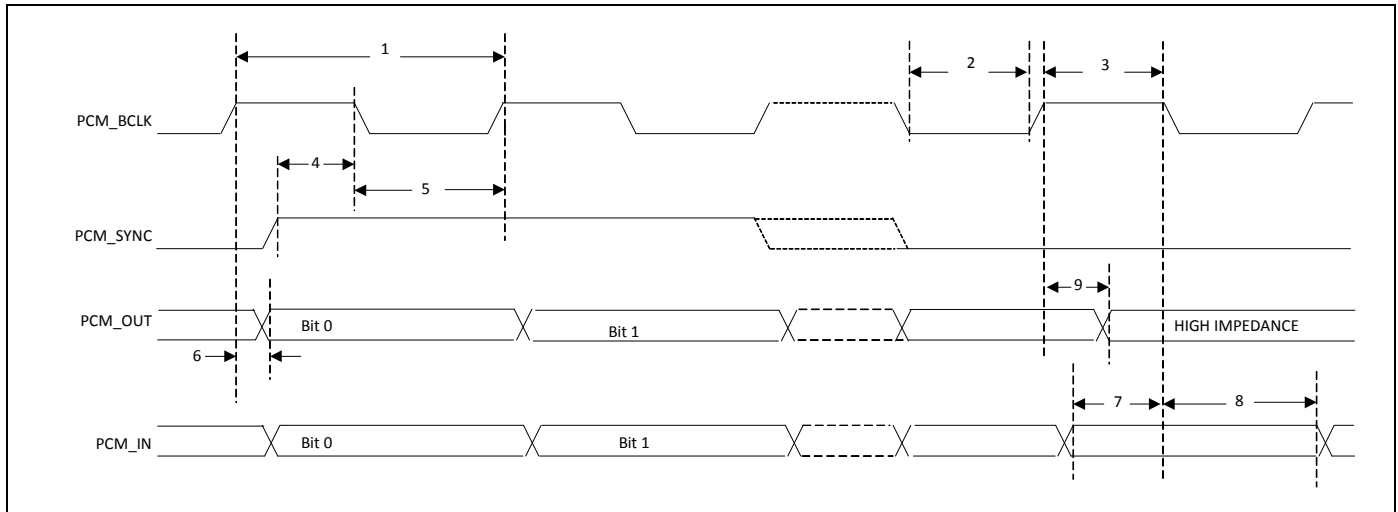 1
2
3
PCM_BCLK
4
5
PCM_SYNC
9
PCM_OUT
Bit 0
Bit 1
HIGH IMPEDANCE
6
7
8
PCM_IN
Bit 0
Bit 1